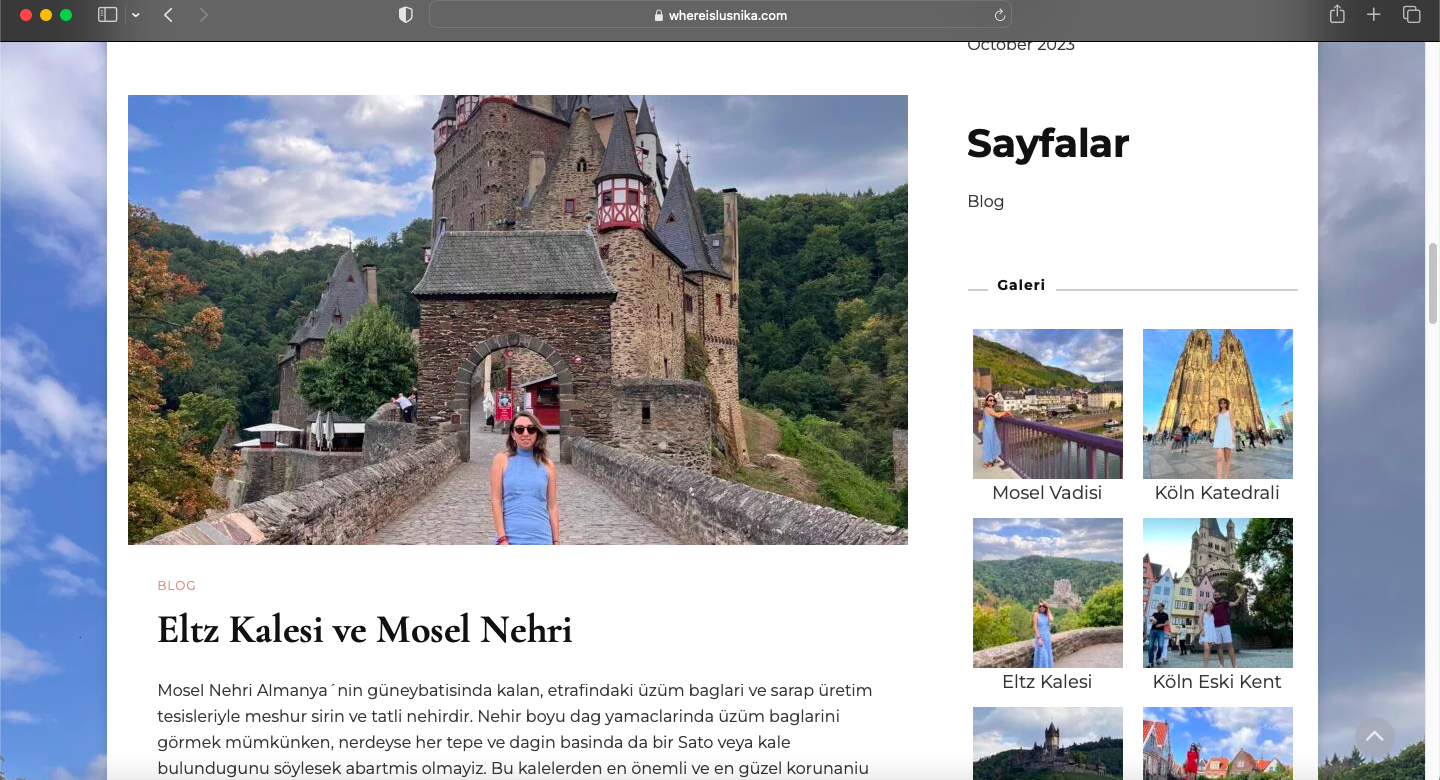 whereislusnika.com
October 2023
Sayfalar
Blog
Galeri
Mosel Vadisi
Köln Katedrali
Eltz Kalesi
Köln Eski Kent
BLOG
Eltz Kalesi ve Mosel Nehri
Mosel Nehri Almanya´nin güneybatisinda kalan, etrafindaki üzüm baglari ve sarap üretim
tesisleriyle meshur sirin ve tatli nehirdir. Nehir boyu dag yamaclarinda üzüm baglarini
görmek mümkünken, nerdeyse her tepe ve dagin basinda da bir Sato veya kale
bulundugunu söylesek abartmis olmayiz. Bu kalelerden en önemli ve en güzel korunaniu